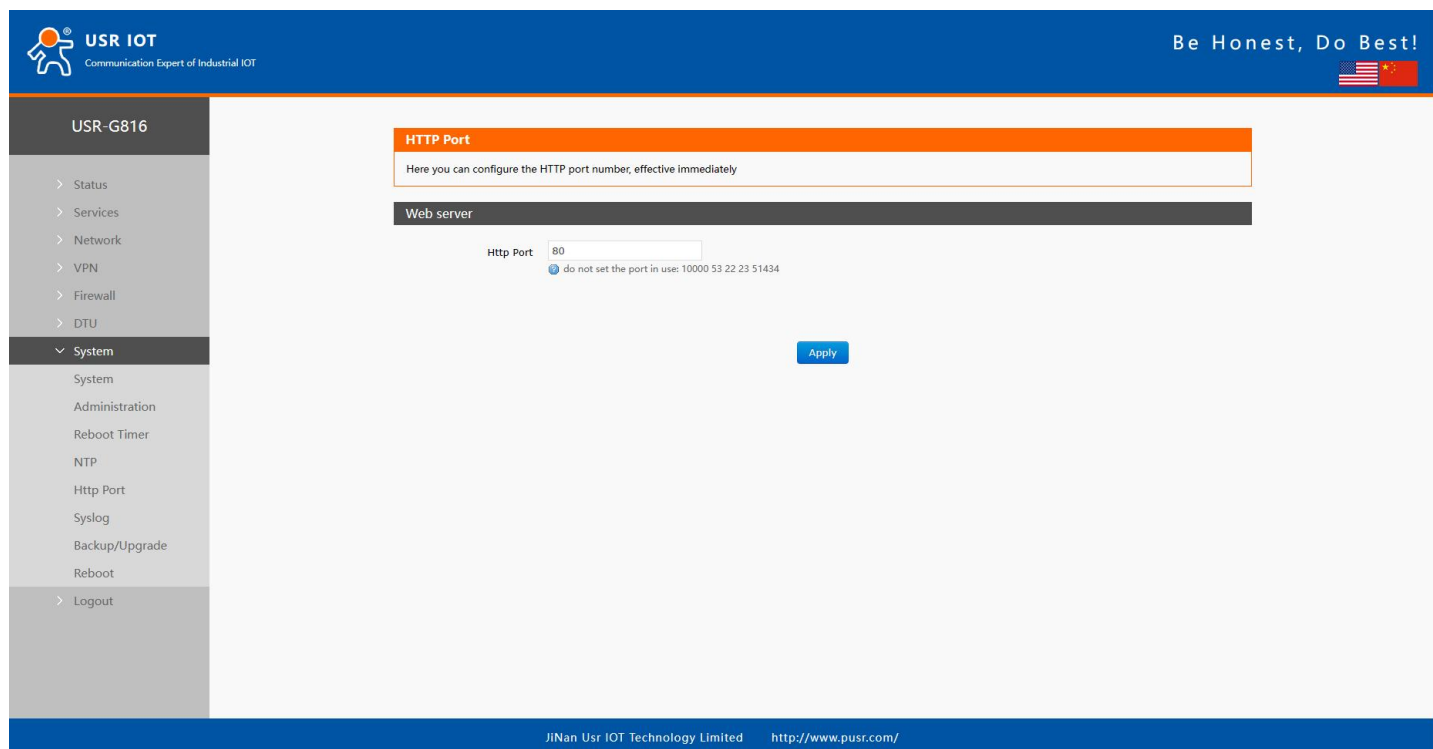 USR IOT
Communication Expert of Industrial IOT
Be Honest, Do Best!
USR-G816
Status
Services
Network
VPN
Firewall
DTU
System
System
Administration
Reboot Timer
NTP
Http Port
Syslog
Backup/Upgrade
Reboot
Logout
HTTP Port
Here you can configure the HTTP port number, effective immediately
Web server
Http Port 80
do not set the port in use: 10000 53 22 23 51434
Apply
JiNan Usr IOT Technology Limited http://www.pusr.com/